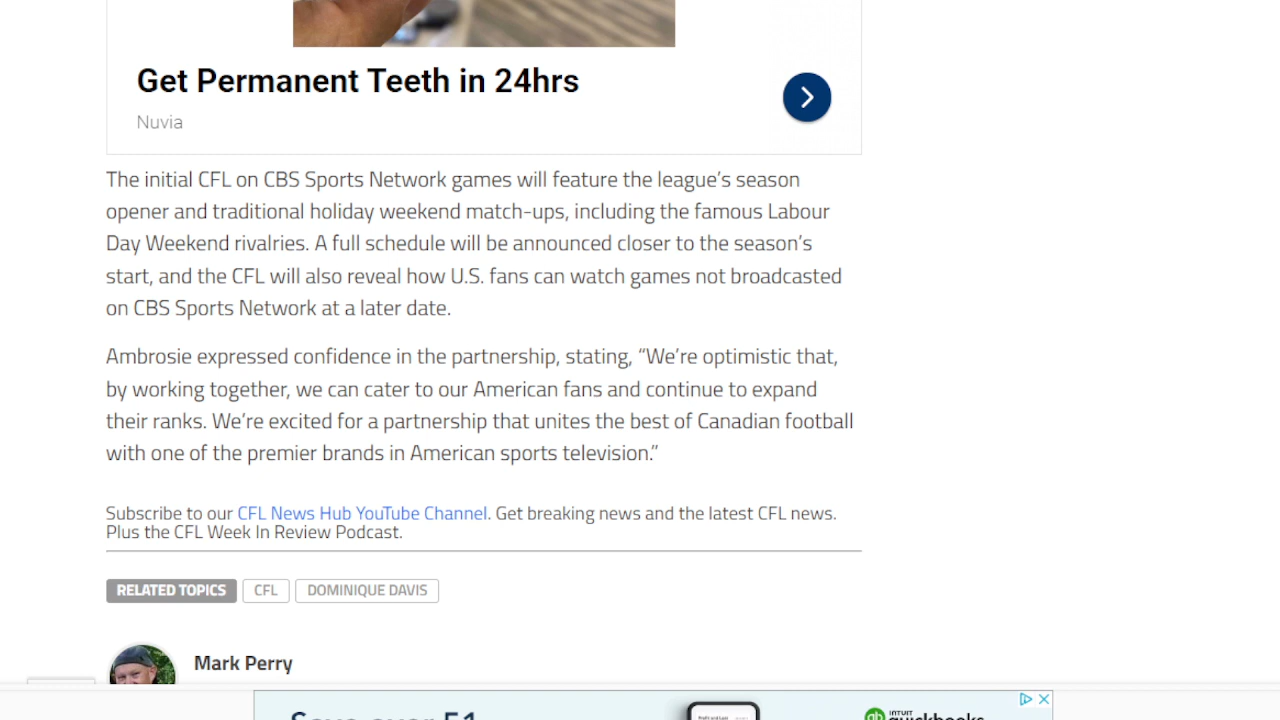 Get Permanent Teeth in 24hrs
Nuvia
The initial CFL on CBS Sports Network games will feature the league’s season
opener and traditional holiday weekend match-ups, including the famous Labour
Day Weekend rivalries. A full schedule will be announced closer to the season’s
start, and the CFL will also reveal how U.S. fans can watch games not broadcasted
on CBS Sports Network at a later date.
Ambrosie expressed confidence in the partnership, stating, “We’re optimistic that,
by working together, we can cater to our American fans and continue to expand
their ranks. We’re excited for a partnership that unites the best of Canadian football
with one of the premier brands in American sports television.”
Subscribe to our CFL News Hub YouTube Channel. Get breaking news and the latest CFL news.
Plus the CFL Week In Review Podcast.
RELATED TOPICS CFL DOMINIQUE DAVIS
Mark Perry
Save over 51
qb INTUIT
quickbooks